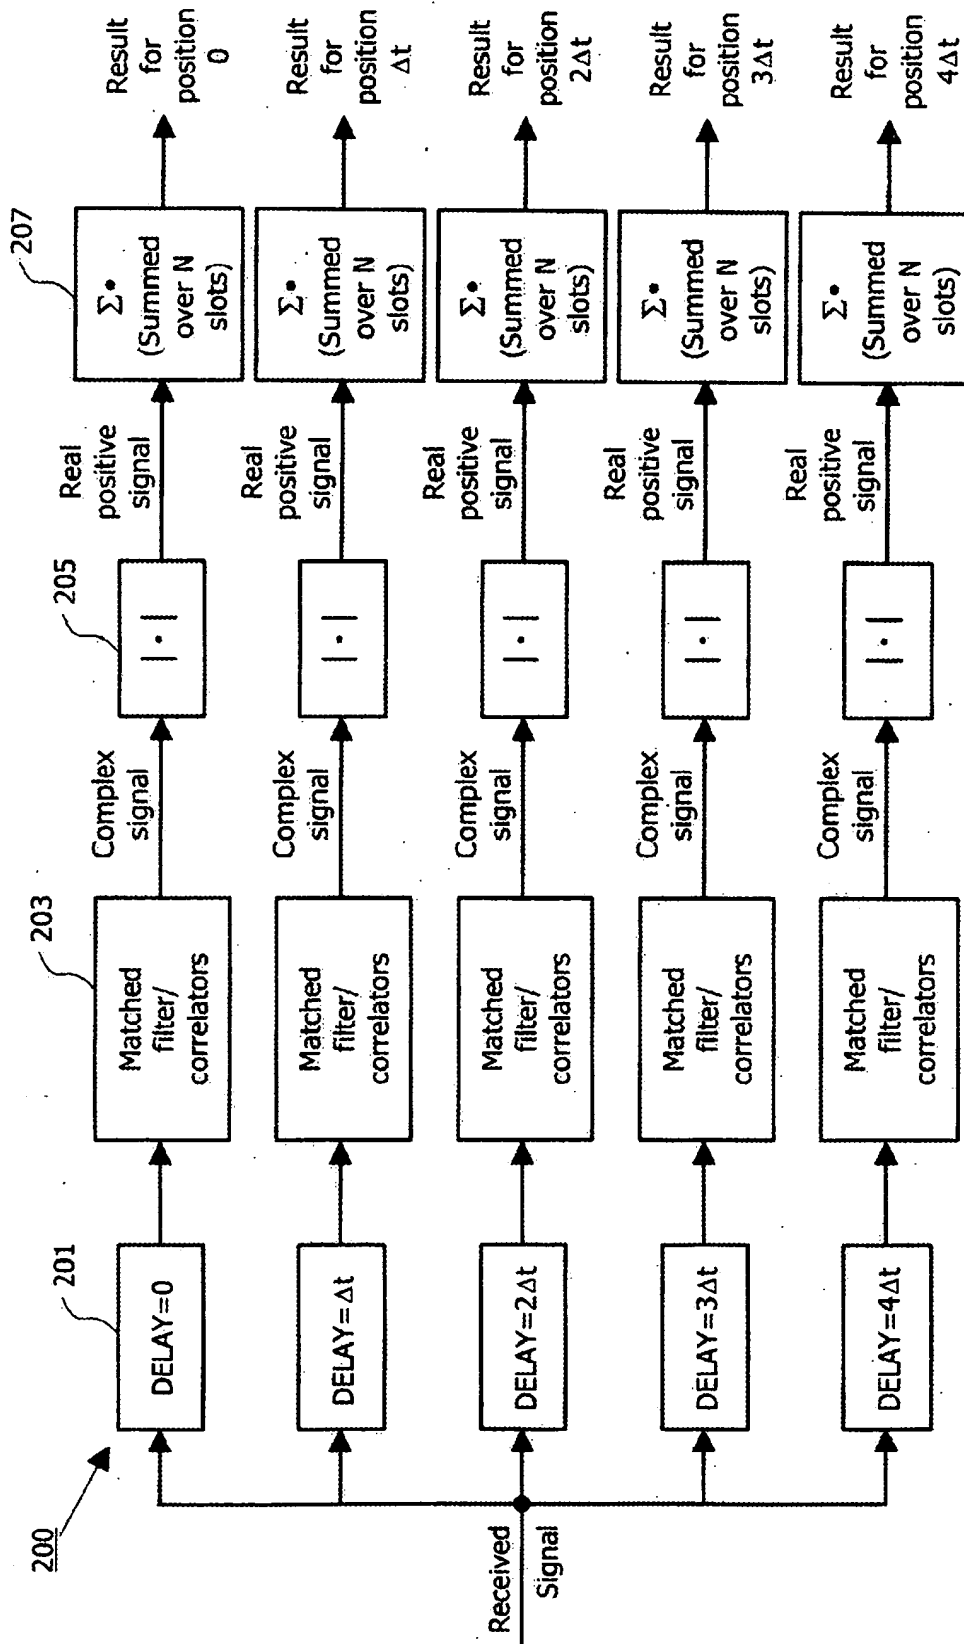 200
Received
Signal
201
203
205
207
DELAY=0
Matched
filter/
correlators
Complex
signal
|•|
Real
positive
signal
Σ•
(Summed
over N
slots)
Result
for
position
0
DELAY=Δt
Matched
filter/
correlators
Complex
signal
|•|
Real
positive
signal
Σ•
(Summed
over N
slots)
Result
for
position
Δt
DELAY=2Δt
Matched
filter/
correlators
Complex
signal
|•|
Real
positive
signal
Σ•
(Summed
over N
slots)
Result
for
position
2Δt
DELAY=3Δt
Matched
filter/
correlators
Complex
signal
|•|
Real
positive
signal
Σ•
(Summed
over N
slots)
Result
for
position
3Δt
DELAY=4Δt
Matched
filter/
correlators
Complex
signal
|•|
Real
positive
signal
Σ•
(Summed
over N
slots)
Result
for
position
4Δt